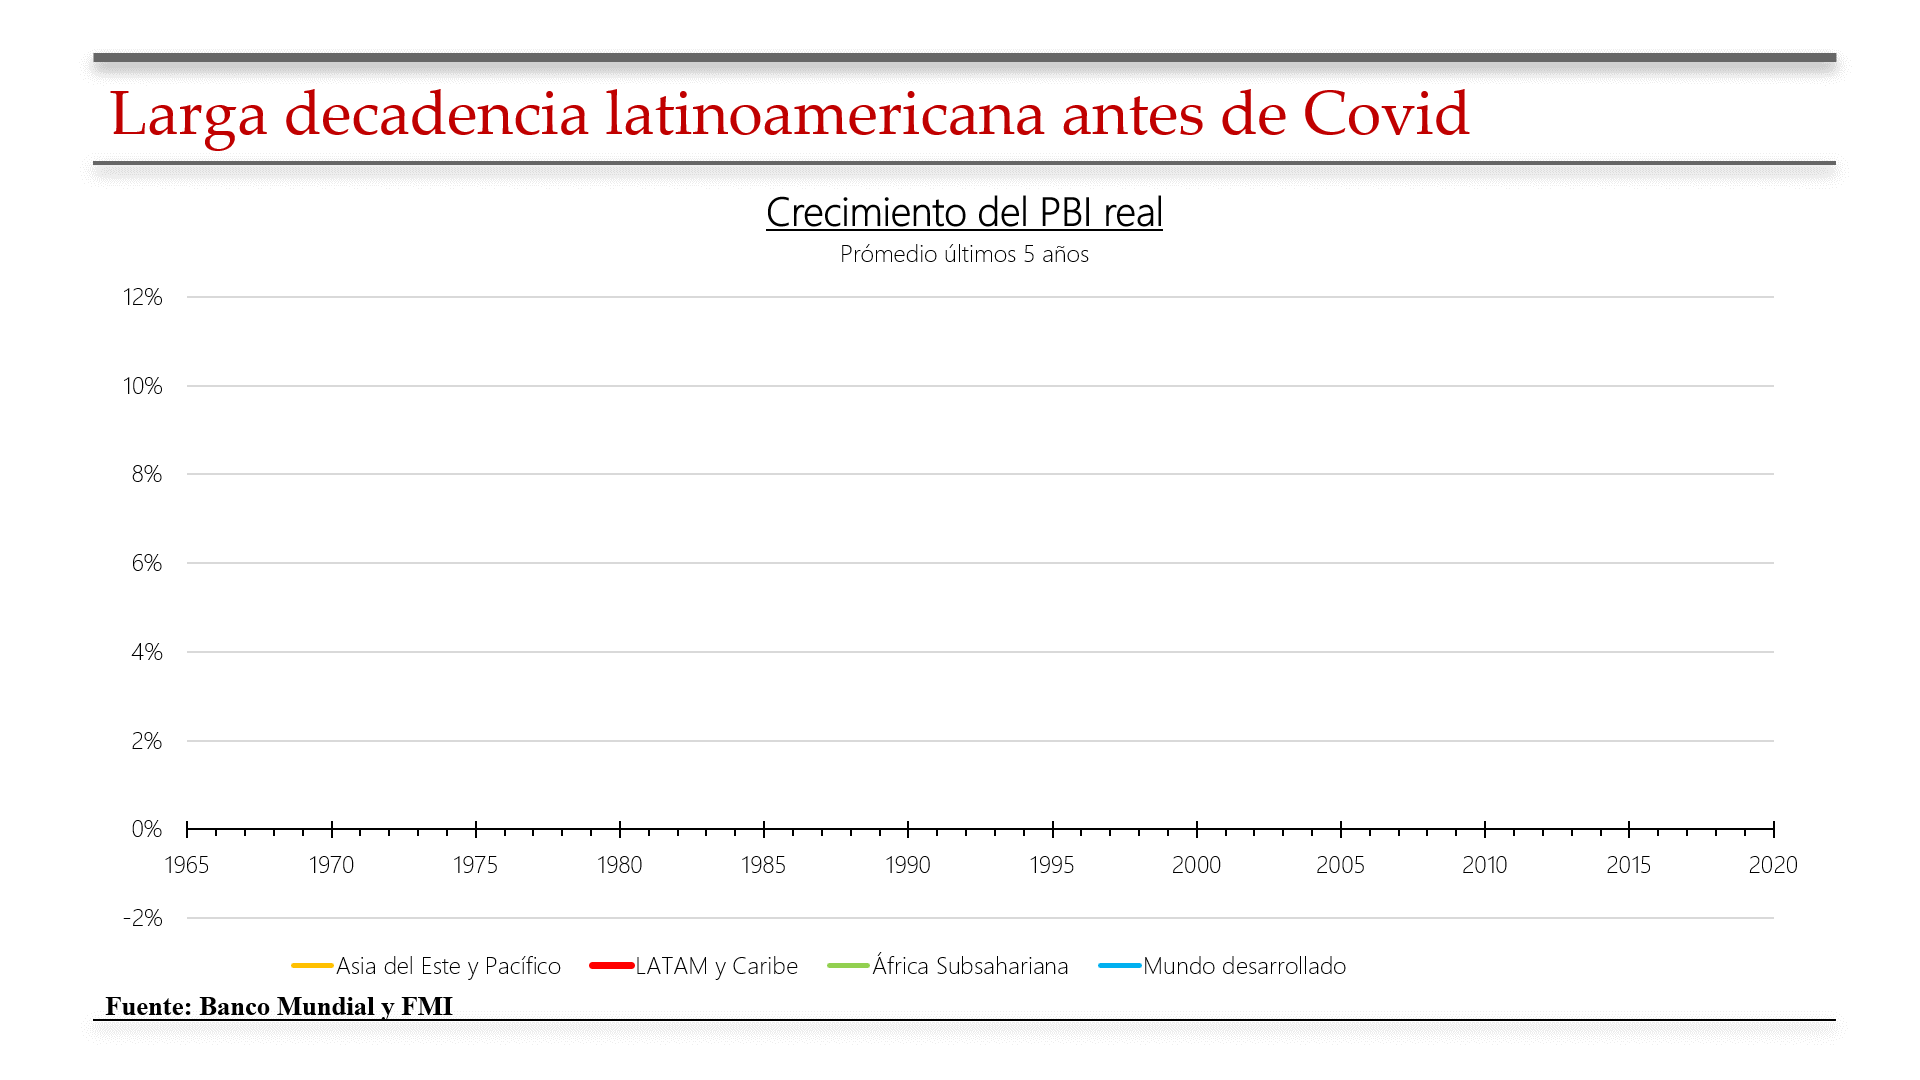 Larga decadencia latinoamericana antes de Covid
Crecimiento del PBI real
Prómedio últimos 5 años
12%
10%
8%
6%
4%
2%
0%
1965 1970 1975 1980 1985 1990 1995 2000 2005 2010 2015 2020
-2%
Asia del Este y Pacífico LATAM y Caribe África Subsahariana Mundo desarrollado
Fuente: Banco Mundial y FMI